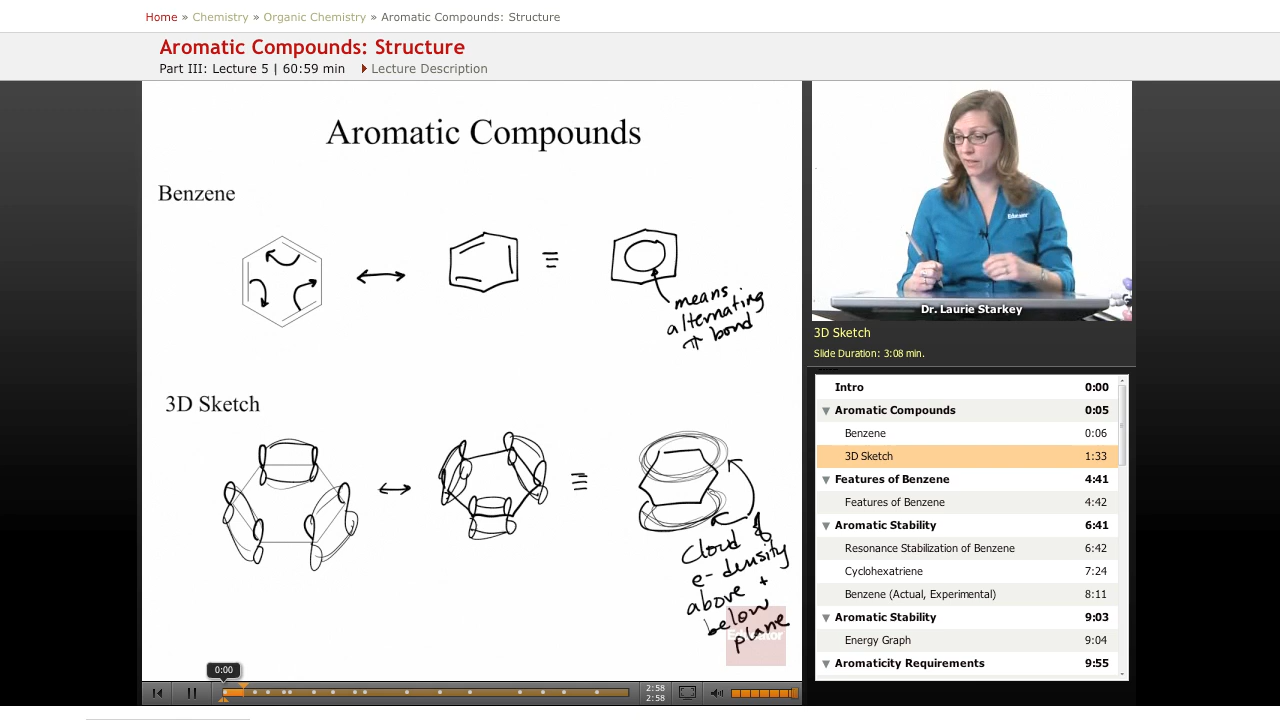 Home » Chemistry » Organic Chemistry » Aromatic Compounds: Structure
Aromatic Compounds: Structure
Part III: Lecture 5 | 60:59 min Lecture Description
Aromatic Compounds
Benzene
means
alternating
π bond
3D Sketch
Cloud of
e- density
above +
below
plane
Educator
Dr. Laurie Starkey
3D Sketch
Slide Duration: 3:08 min.
Intro 0:00
Aromatic Compounds 0:05
Benzene 0:06
3D Sketch 1:33
Features of Benzene 4:41
Features of Benzene 4:42
Aromatic Stability 6:41
Resonance Stabilization of Benzene 6:42
Cyclohexatriene 7:24
Benzene (Actual, Experimental) 8:11
Aromatic Stability 9:03
Energy Graph 9:04
Aromaticity Requirements 9:55
0:00
2:58
2:58